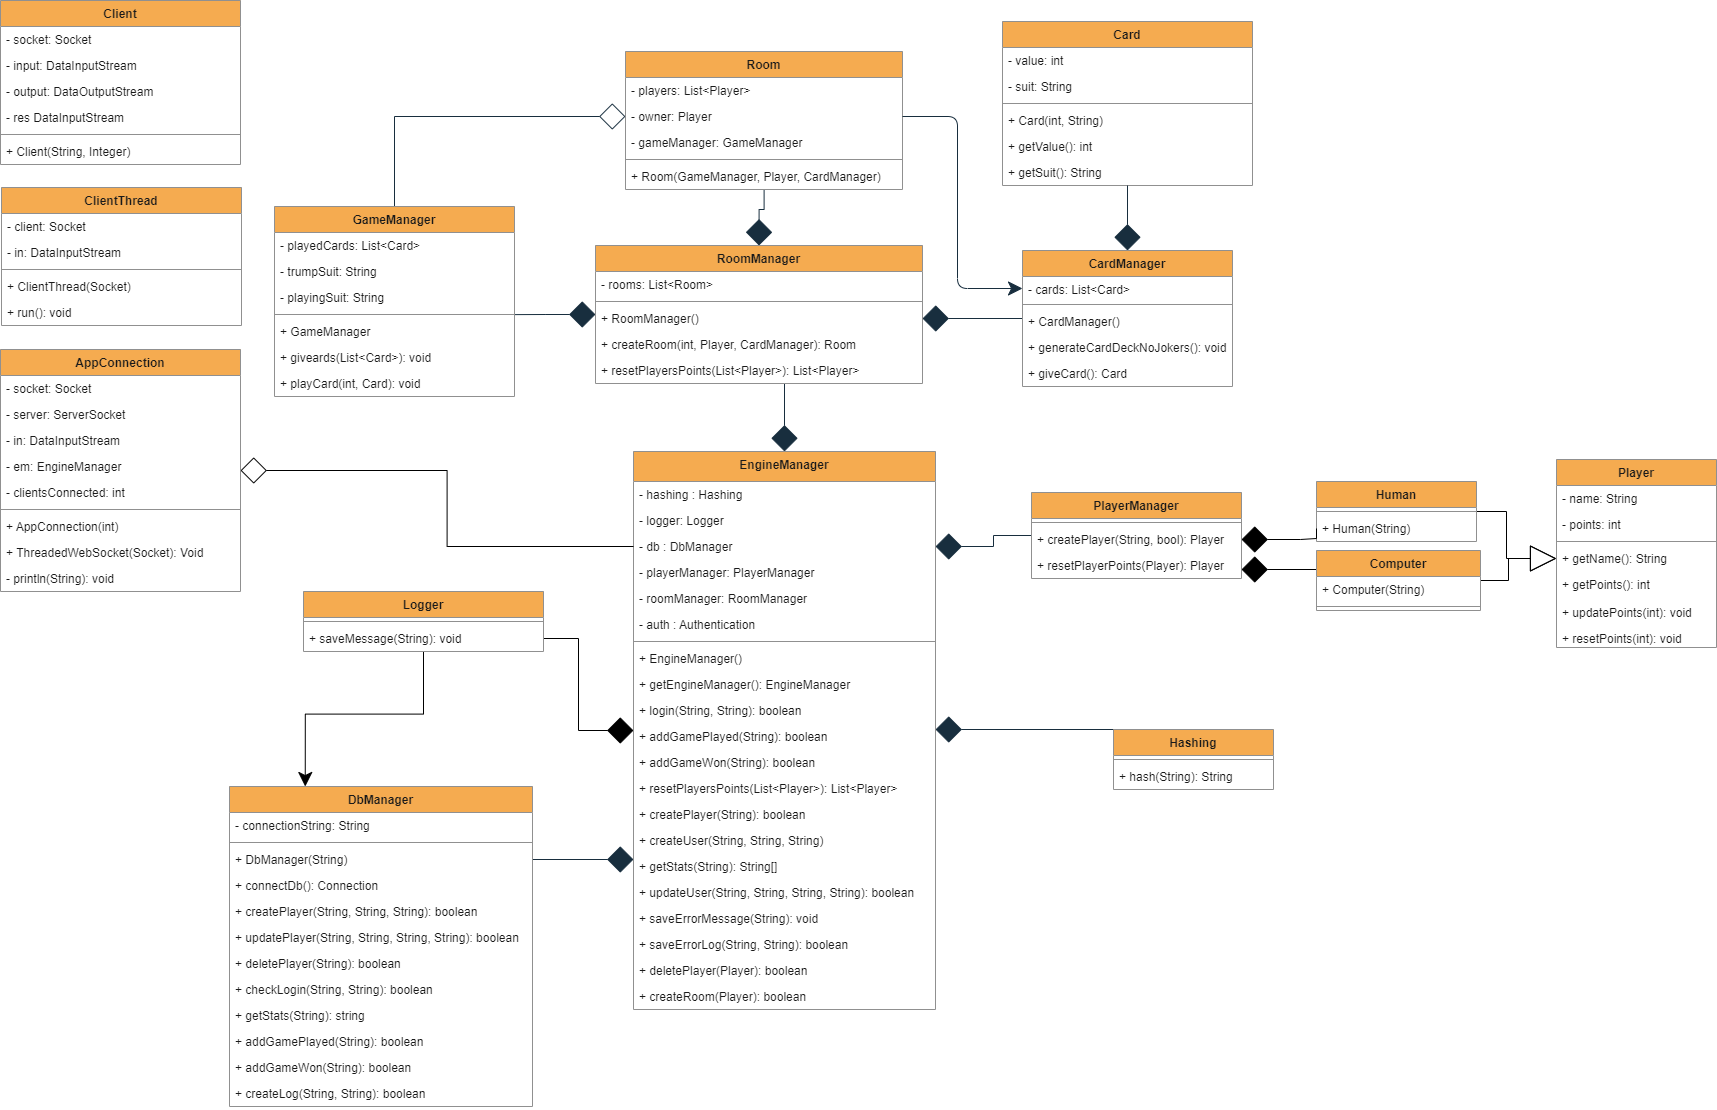 Client
- socket: Socket
- input: DataInputStream
- output: DataOutputStream
- res DataInputStream
+ Client(String, Integer)
ClientThread
- client: Socket
- in: DataInputStream
+ ClientThread(Socket)
+ run(): void
AppConnection
- socket: Socket
- server: ServerSocket
- in: DataInputStream
- em: EngineManager
- clientsConnected: int
+ AppConnection(int)
+ ThreadedWebSocket(Socket): Void
- println(String): void
GameManager
- playedCards: List<Card>
- trumpSuit: String
- playingSuit: String
+ GameManager
+ giveards(List<Card>): void
+ playCard(int, Card): void
Room
- players: List<Player>
- owner: Player
- gameManager: GameManager
+ Room(GameManager, Player, CardManager)
RoomManager
- rooms: List<Room>
+ RoomManager()
+ createRoom(int, Player, CardManager): Room
+ resetPlayersPoints(List<Player>): List<Player>
Card
- value: int
- suit: String
+ Card(int, String)
+ getValue(): int
+ getSuit(): String
CardManager
- cards: List<Card>
+ CardManager()
+ generateCardDeckNoJokers(): void
+ giveCard(): Card
EngineManager
- hashing : Hashing
- logger: Logger
- db : DbManager
- playerManager: PlayerManager
- roomManager: RoomManager
- auth : Authentication
+ EngineManager()
+ getEngineManager(): EngineManager
+ login(String, String): boolean
+ addGamePlayed(String): boolean
+ addGameWon(String): boolean
+ resetPlayersPoints(List<Player>): List<Player>
+ createPlayer(String): boolean
+ createUser(String, String, String)
+ getStats(String): String[]
+ updateUser(String, String, String, String): boolean
+ saveErrorMessage(String): void
+ saveErrorLog(String, String): boolean
+ deletePlayer(Player): boolean
+ createRoom(Player): boolean
PlayerManager
+ createPlayer(String, bool): Player
+ resetPlayerPoints(Player): Player
Human
+ Human(String)
Computer
+ Computer(String)
Player
- name: String
- points: int
+ getName(): String
+ getPoints(): int
+ updatePoints(int): void
+ resetPoints(int): void
Logger
+ saveMessage(String): void
Hashing
+ hash(String): String
DbManager
- connectionString: String
+ DbManager(String)
+ connectDb(): Connection
+ createPlayer(String, String, String): boolean
+ updatePlayer(String, String, String, String): boolean
+ deletePlayer(String): boolean
+ checkLogin(String, String): boolean
+ getStats(String): string
+ addGamePlayed(String): boolean
+ addGameWon(String): boolean
+ createLog(String, String): boolean